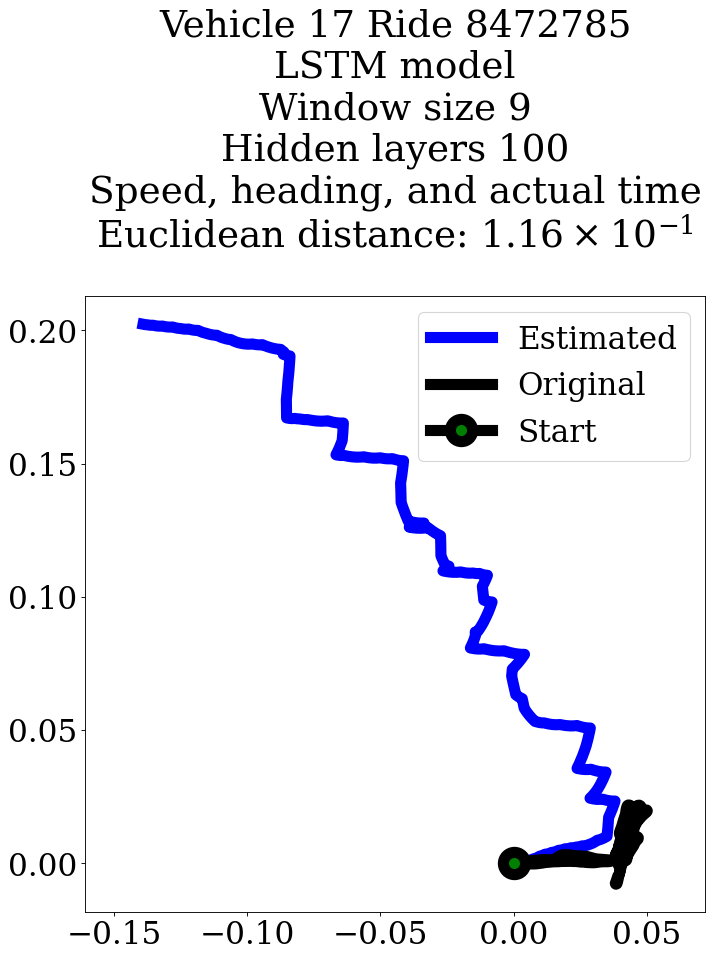 Vehicle 17 Ride 8472785
LSTM model
Window size 9
Hidden layers 100
Speed, heading, and actual time
Euclidean distance: 1.16 × 10⁻¹
Estimated
Original
Start
0.20
0.15
0.10
0.05
0.00
−0.15 −0.10 −0.05 0.00 0.05